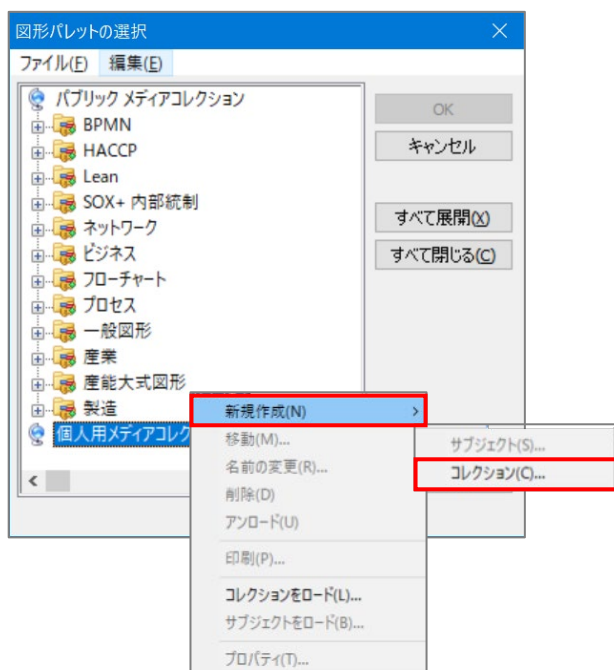 図形パレットの選択
ファイル(F) 編集(E)
パブリック メディアコレクション
BPMN
HACCP
Lean
SOX+ 内部統制
ネットワーク
ビジネス
フローチャート
プロセス
一般図形
産業
産能大式図形
製造
個人用メディアコレク
OK
キャンセル
すべて展開(X)
すべて閉じる(C)
新規作成(N)
移動(M)...
名前の変更(R)...
削除(D)
アンロード(U)
印刷(P)...
コレクションをロード(L)...
サブジェクトをロード(B)...
プロパティ(T)...
サブジェクト(S)...
コレクション(C)...